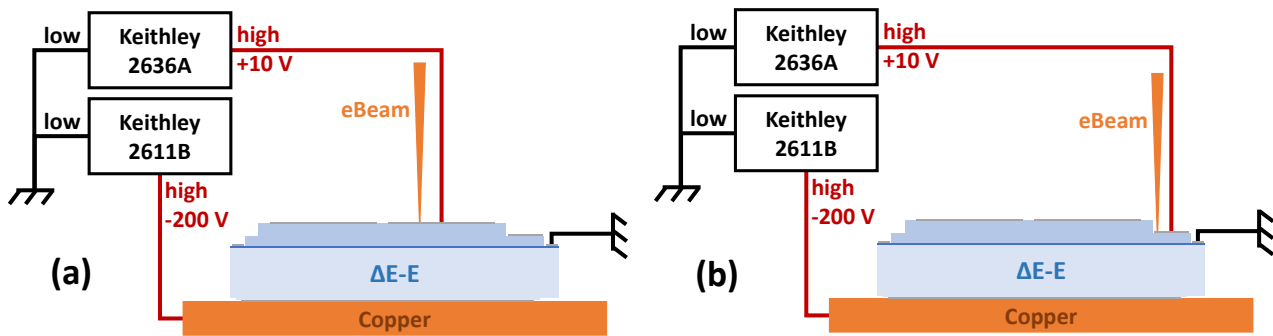 low
Keithley
2636A
high
+10 V
low
Keithley
2611B
eBeam
high
-200 V
(a)
ΔE-E
Copper
low
Keithley
2636A
high
+10 V
low
Keithley
2611B
eBeam
high
-200 V
(b)
ΔE-E
Copper